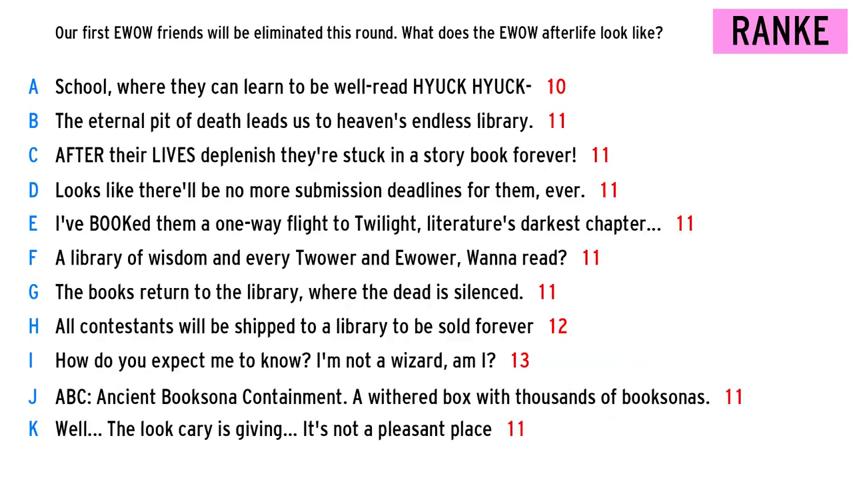 Our first EWOW friends will be eliminated this round. What does the EWOW afterlife look like?
RANKE
A School, where they can learn to be well-read HYUCK HYUCK- 10
B The eternal pit of death leads us to heaven's endless library. 11
C AFTER their LIVES deplenish they're stuck in a story book forever! 11
D Looks like there'll be no more submission deadlines for them, ever. 11
E I've BOOKed them a one-way flight to Twilight, literature's darkest chapter... 11
F A library of wisdom and every Twower and Ewower, Wanna read? 11
G The books return to the library, where the dead is silenced. 11
H All contestants will be shipped to a library to be sold forever 12
I How do you expect me to know? I'm not a wizard, am I? 13
J ABC: Ancient Booksona Containment. A withered box with thousands of booksonas. 11
K Well... The look cary is giving... It's not a pleasant place 11